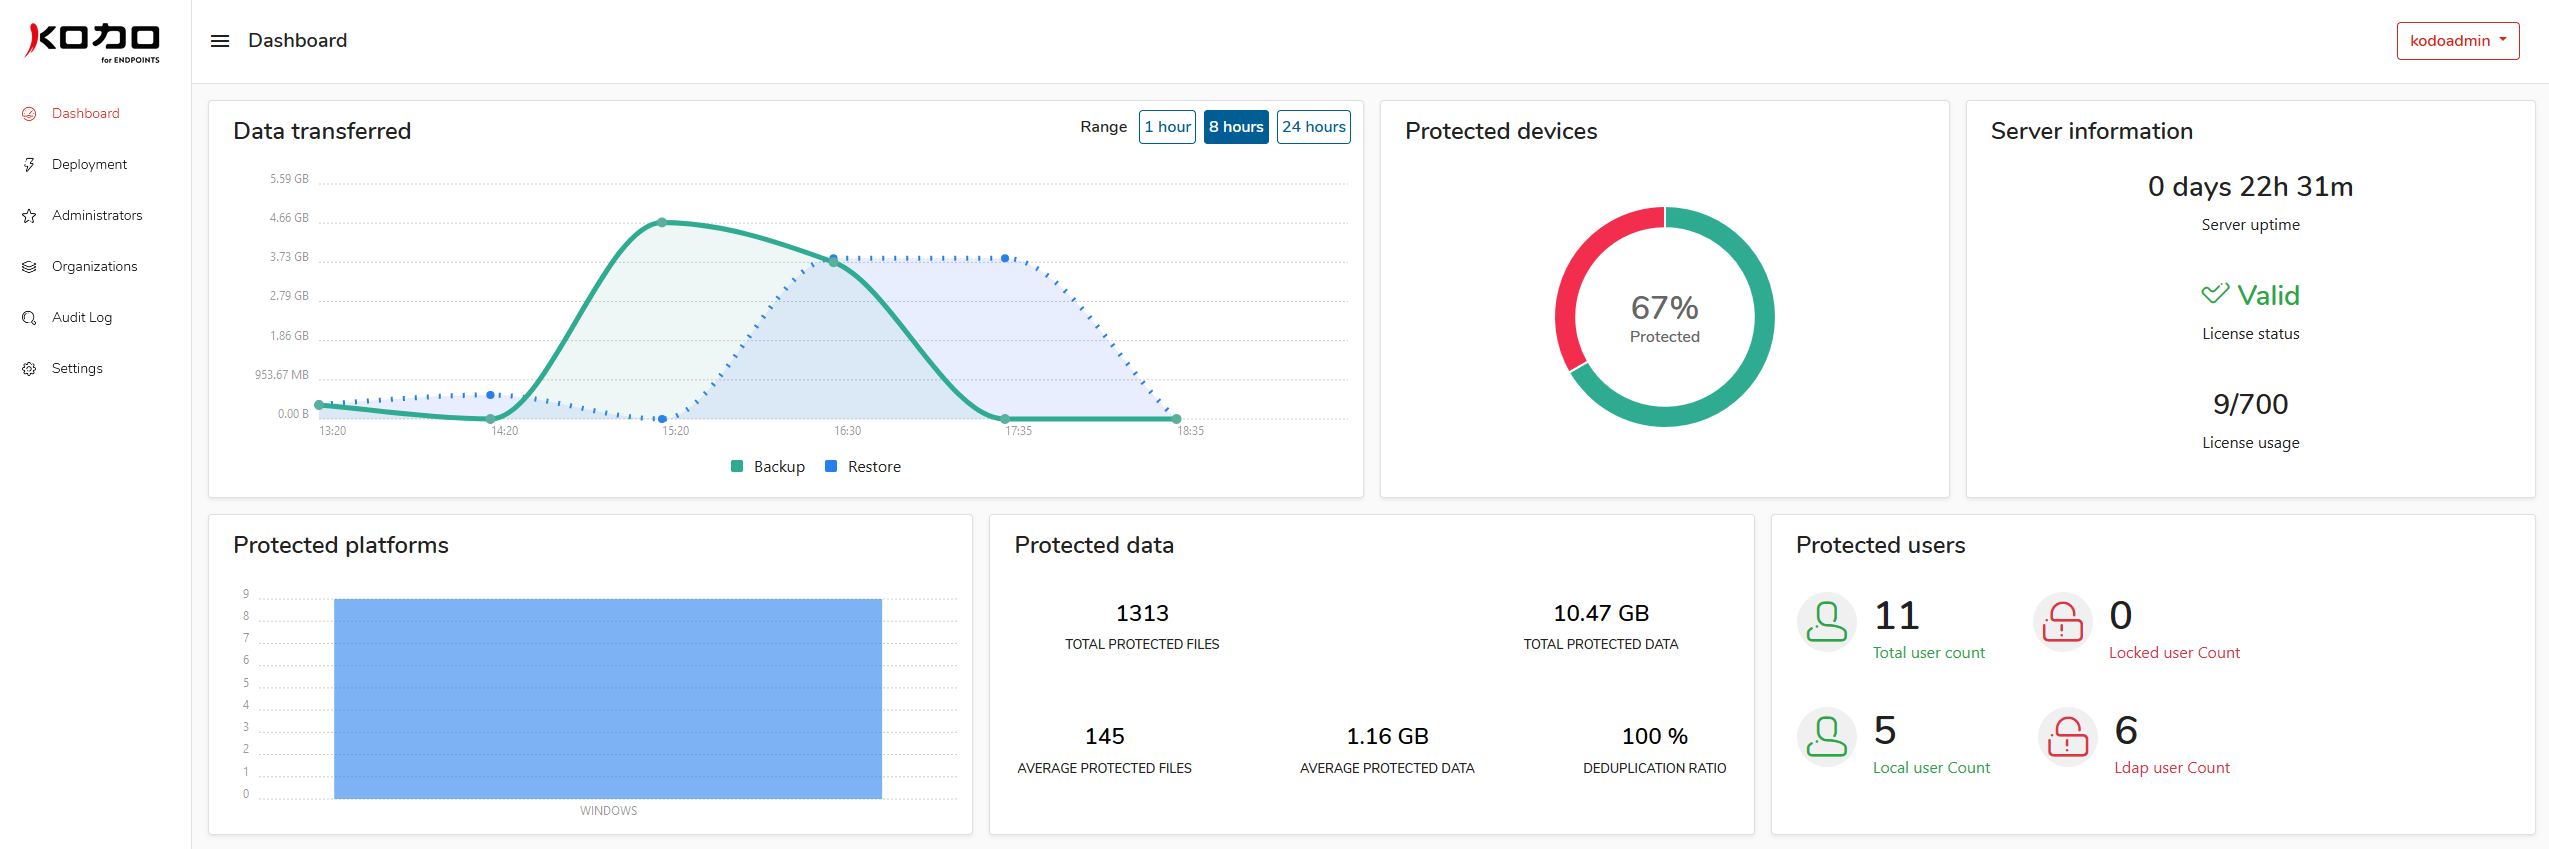 KODO
for ENDPOINTS
Dashboard
kodoadmin
Dashboard
Deployment
Administrators
Organizations
Audit Log
Settings
Data transferred
Range 1 hour 8 hours 24 hours
5.59 GB
4.66 GB
3.73 GB
2.79 GB
1.86 GB
953.67 MB
0.00 B
13:20 14:20 15:20 16:30 17:35 18:35
Backup Restore
Protected devices
67%
Protected
Server information
0 days 22h 31m
Server uptime
Valid
License status
9/700
License usage
Protected platforms
9
8
7
6
5
4
3
2
1
0
WINDOWS
Protected data
1313
TOTAL PROTECTED FILES
10.47 GB
TOTAL PROTECTED DATA
145
AVERAGE PROTECTED FILES
1.16 GB
AVERAGE PROTECTED DATA
100 %
DEDUPLICATION RATIO
Protected users
11
Total user count
0
Locked user Count
5
Local user Count
6
Ldap user Count